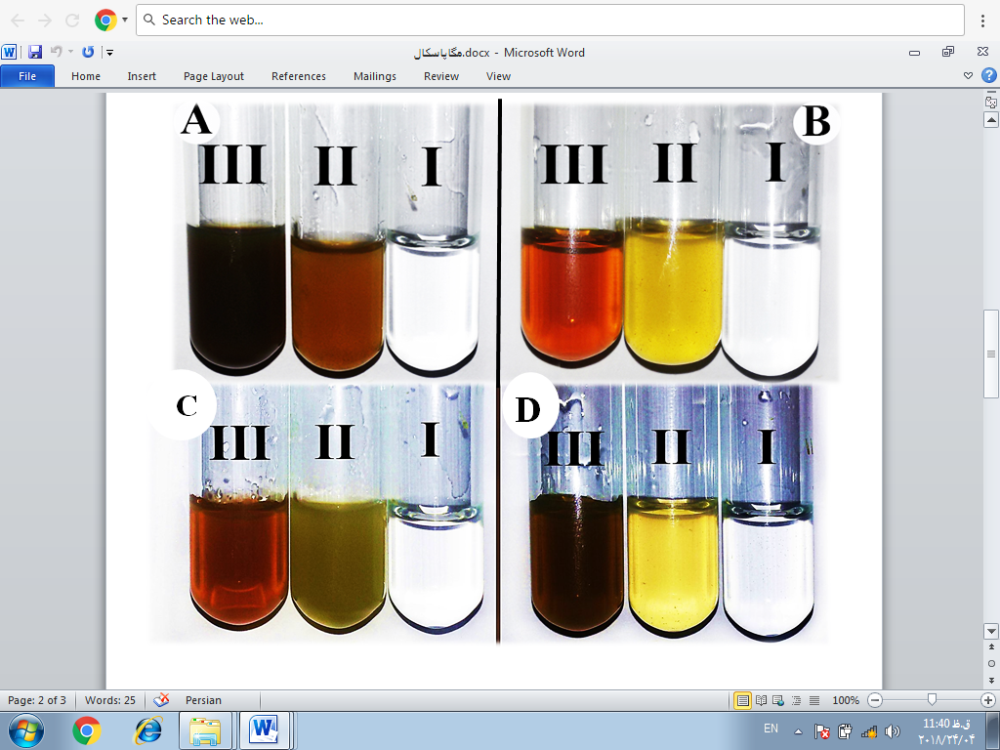 Search the web...
مگاپاسکال.docx - Microsoft Word
File Home Insert Page Layout References Mailings Review View
A B
III II I III II I
C D
III II I III II I
Page: 2 of 3 Words: 25 Persian 100%
EN ق.ظ 11:40
۲۰۱۸/۲۴/۰۴